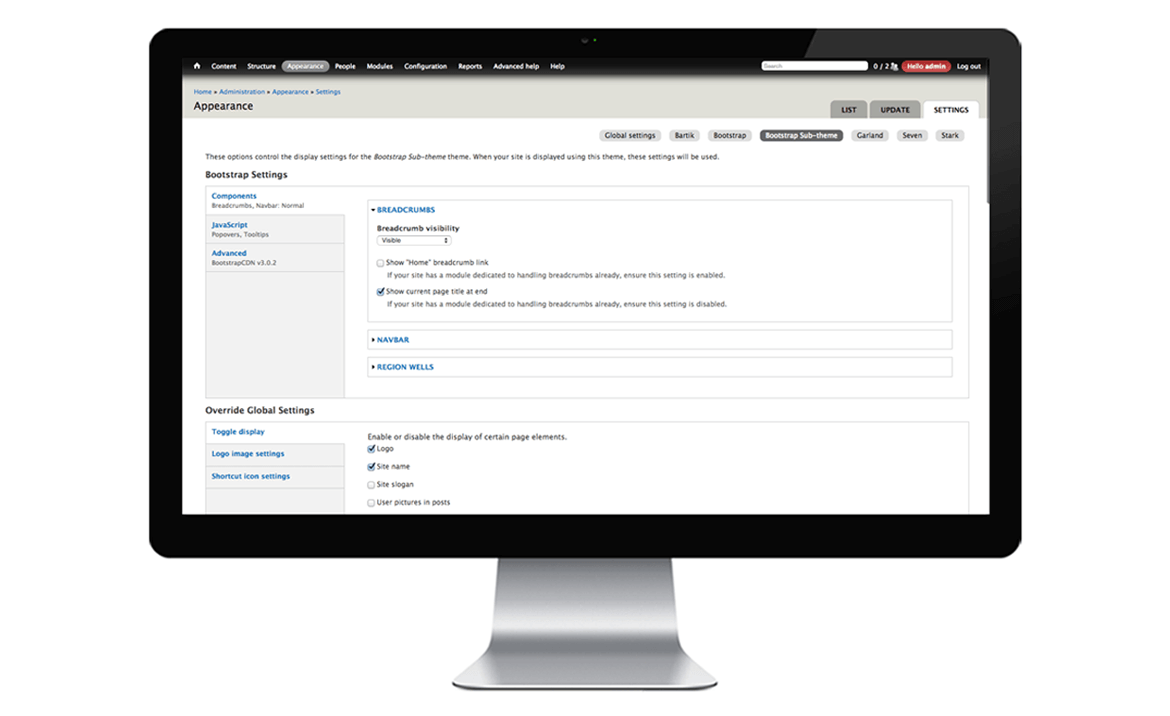 Content Structure Appearance People Modules Configuration Reports Advanced help Help Search 0 / 2 Hello admin Log out
Home » Administration » Appearance » Settings
Appearance
LIST UPDATE SETTINGS
Global settings Bartik Bootstrap Bootstrap Sub-theme Garland Seven Stark
These options control the display settings for the Bootstrap Sub-theme theme. When your site is displayed using this theme, these settings will be used.
Bootstrap Settings
Components
Breadcrumbs, Navbar: Normal
JavaScript
Popovers, Tooltips
Advanced
BootstrapCDN v3.0.2
BREADCRUMBS
Breadcrumb visibility
Visible
Show "Home" breadcrumb link
If your site has a module dedicated to handling breadcrumbs already, ensure this setting is enabled.
Show current page title at end
If your site has a module dedicated to handling breadcrumbs already, ensure this setting is disabled.
NAVBAR
REGION WELLS
Override Global Settings
Toggle display
Logo image settings
Shortcut icon settings
Enable or disable the display of certain page elements.
Logo
Site name
Site slogan
User pictures in posts